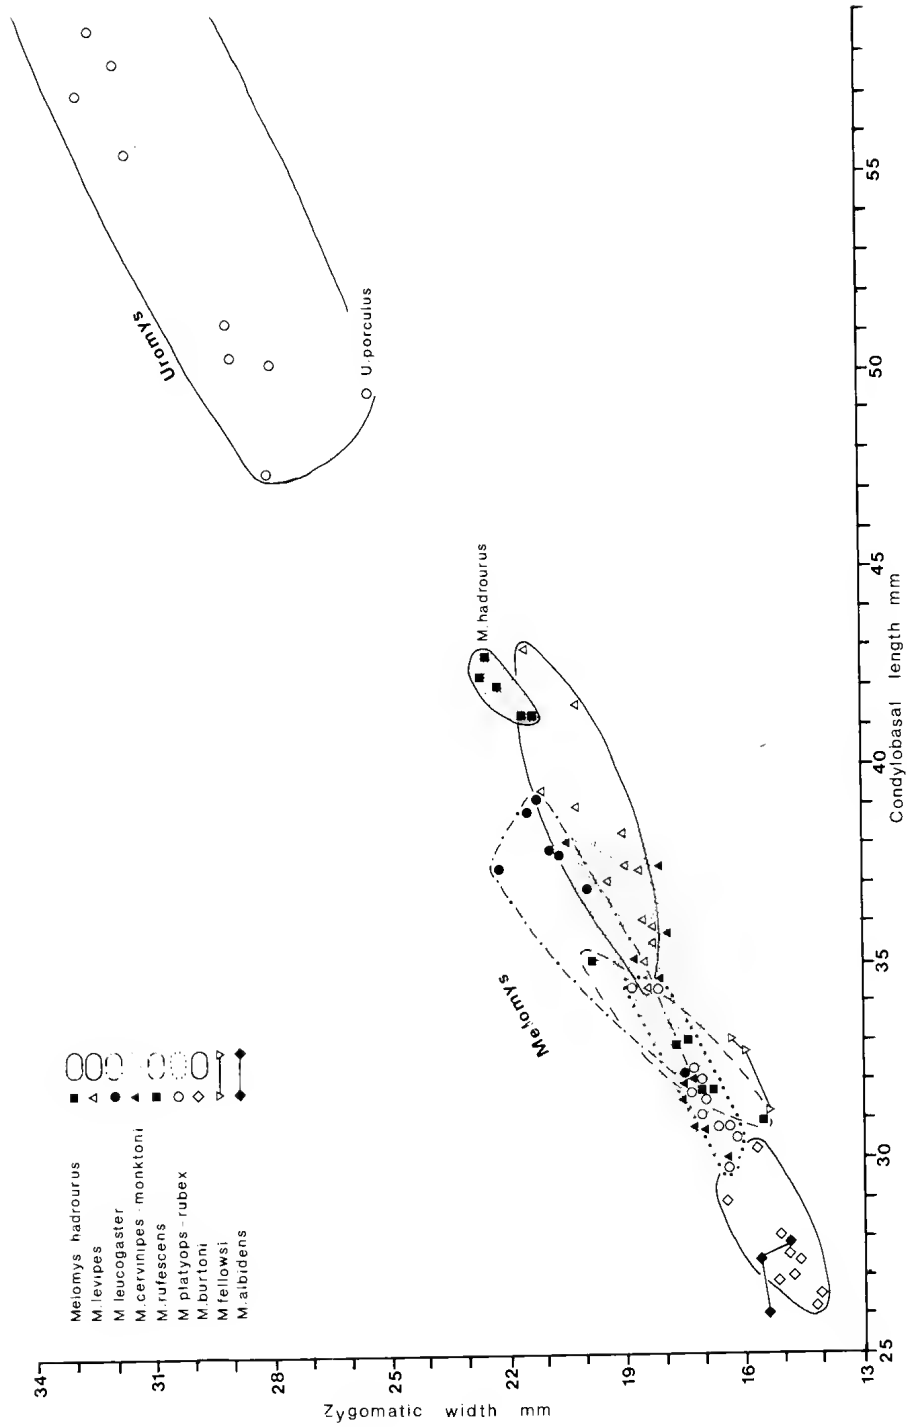 Melomys hadrourus
M.levipes
M leucogaster
M.cervinipes-monktoni
M.rufescens
M platyops-rubex
M.burtoni
M fellowsi
M.albidens
Uromys
U.porculus
M.hadrourus
Melomys
34
31
28
25
22
19
16
13
Zygomatic width mm
25
30
35
40
45
50
55
Condylobasal length mm